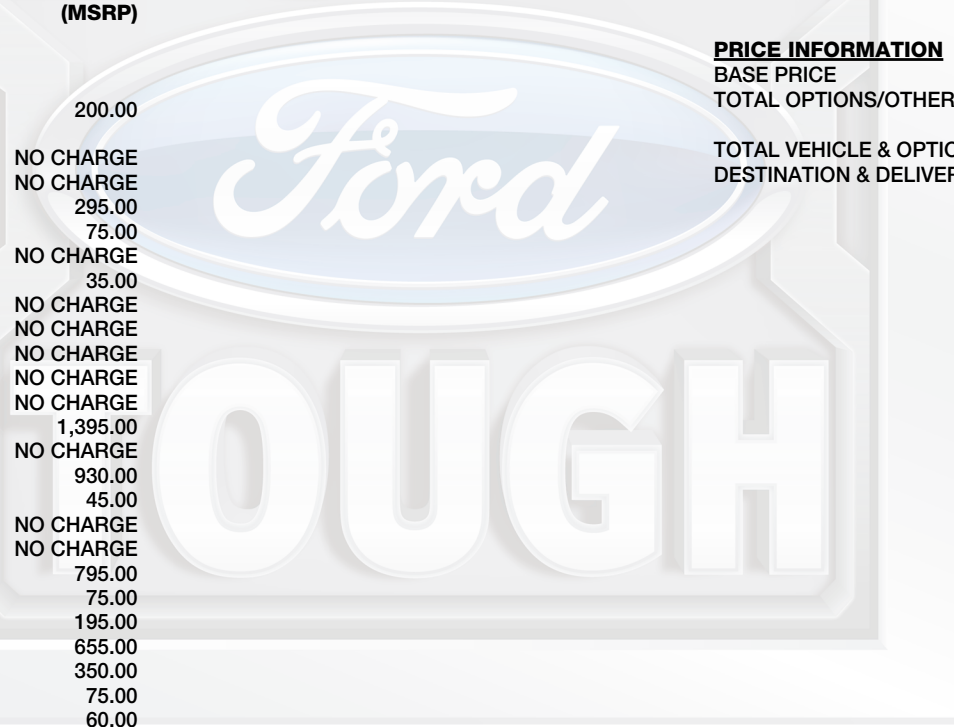 (MSRP)
200.00
NO CHARGE
NO CHARGE
295.00
75.00
NO CHARGE
35.00
NO CHARGE
NO CHARGE
NO CHARGE
NO CHARGE
NO CHARGE
1,395.00
NO CHARGE
930.00
45.00
NO CHARGE
NO CHARGE
795.00
75.00
195.00
655.00
350.00
75.00
60.00
PRICE INFORMATION
BASE PRICE
TOTAL OPTIONS/OTHER
TOTAL VEHICLE & OPTIO
DESTINATION & DELIVER
Ford
TOUGH